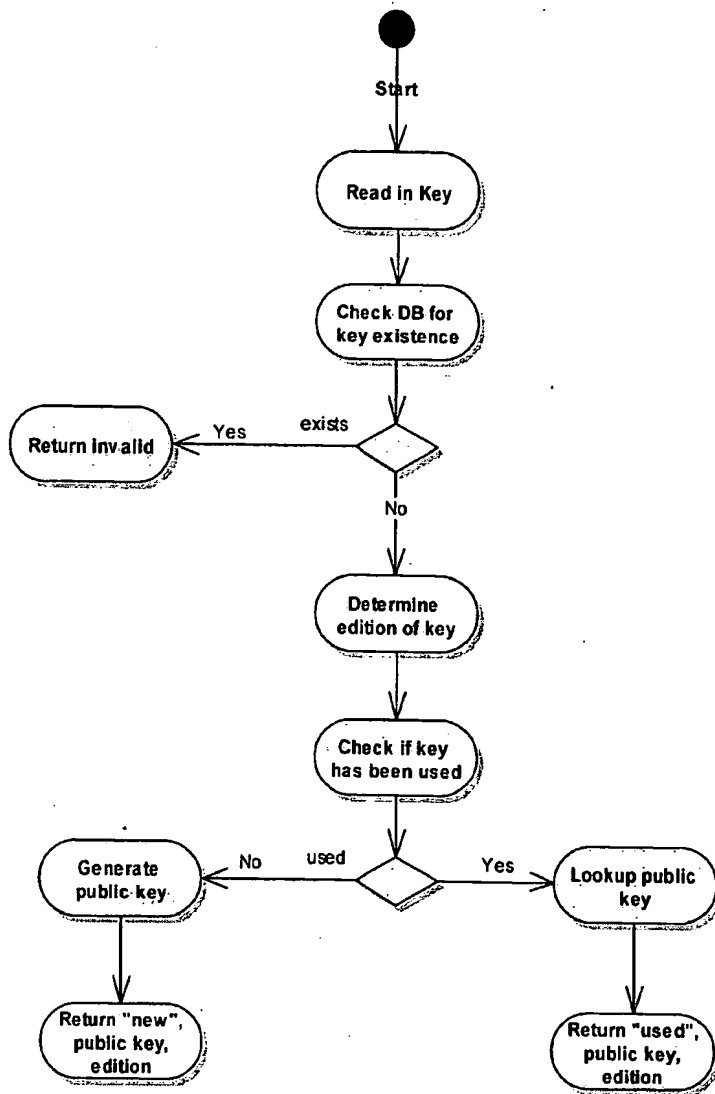 Start
Read in Key
Check DB for
key existence
exists
Yes
Return invalid
No
Determine
edition of key
Check if key
has been used
used
No
Yes
Generate
public key
Lookup public
key
Return "new",
public key,
edition
Return "used",
public key,
edition